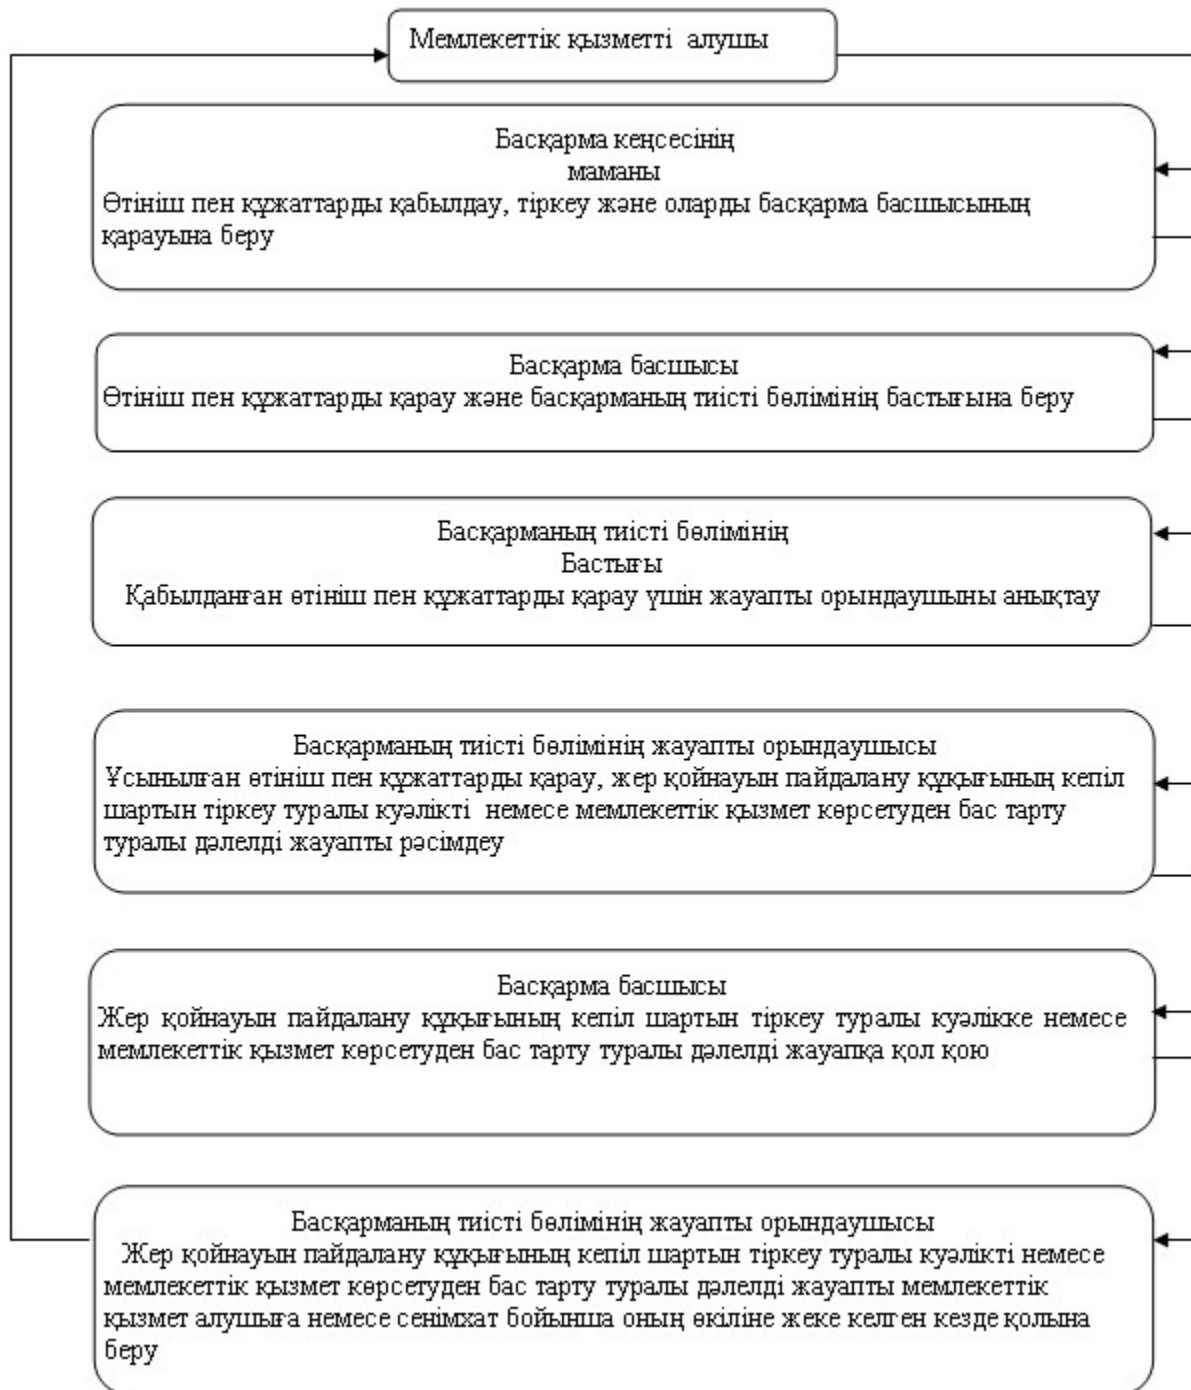 Мемлекеттік қызметті алушы
Басқарма кеңсесінің
маманы
Өтініш пен құжаттарды қабылдау, тіркеу және оларды басқарма басшысының
қарауына беру
Басқарма басшысы
Өтініш пен құжаттарды қарау және басқарманың тиісті бөлімінің бастығына беру
Басқарманың тиісті бөлімінің
Бастығы
Қабылданған өтініш пен құжаттарды қарау үшін жауапты орындаушыны анықтау
Басқарманың тиісті бөлімінің жауапты орындаушысы
Ұсынылған өтініш пен құжаттарды қарау, жер қойнауын пайдалану құқығының кепіл
шартын тіркеу туралы куәлікті немесе мемлекеттік қызмет көрсетуден бас тарту
туралы дәлелді жауапты рәсімдеу
Басқарма басшысы
Жер қойнауын пайдалану құқығының кепіл шартын тіркеу туралы куәлікке немесе
мемлекеттік қызмет көрсетуден бас тарту туралы дәлелді жауапқа қол қою
Басқарманың тиісті бөлімінің жауапты орындаушысы
Жер қойнауын пайдалану құқығының кепіл шартын тіркеу туралы куәлікті немесе
мемлекеттік қызмет көрсетуден бас тарту туралы дәлелді жауапты мемлекеттік
қызмет алушыға немесе сенімхат бойынша оның өкіліне жеке келген кезде қолына
беру